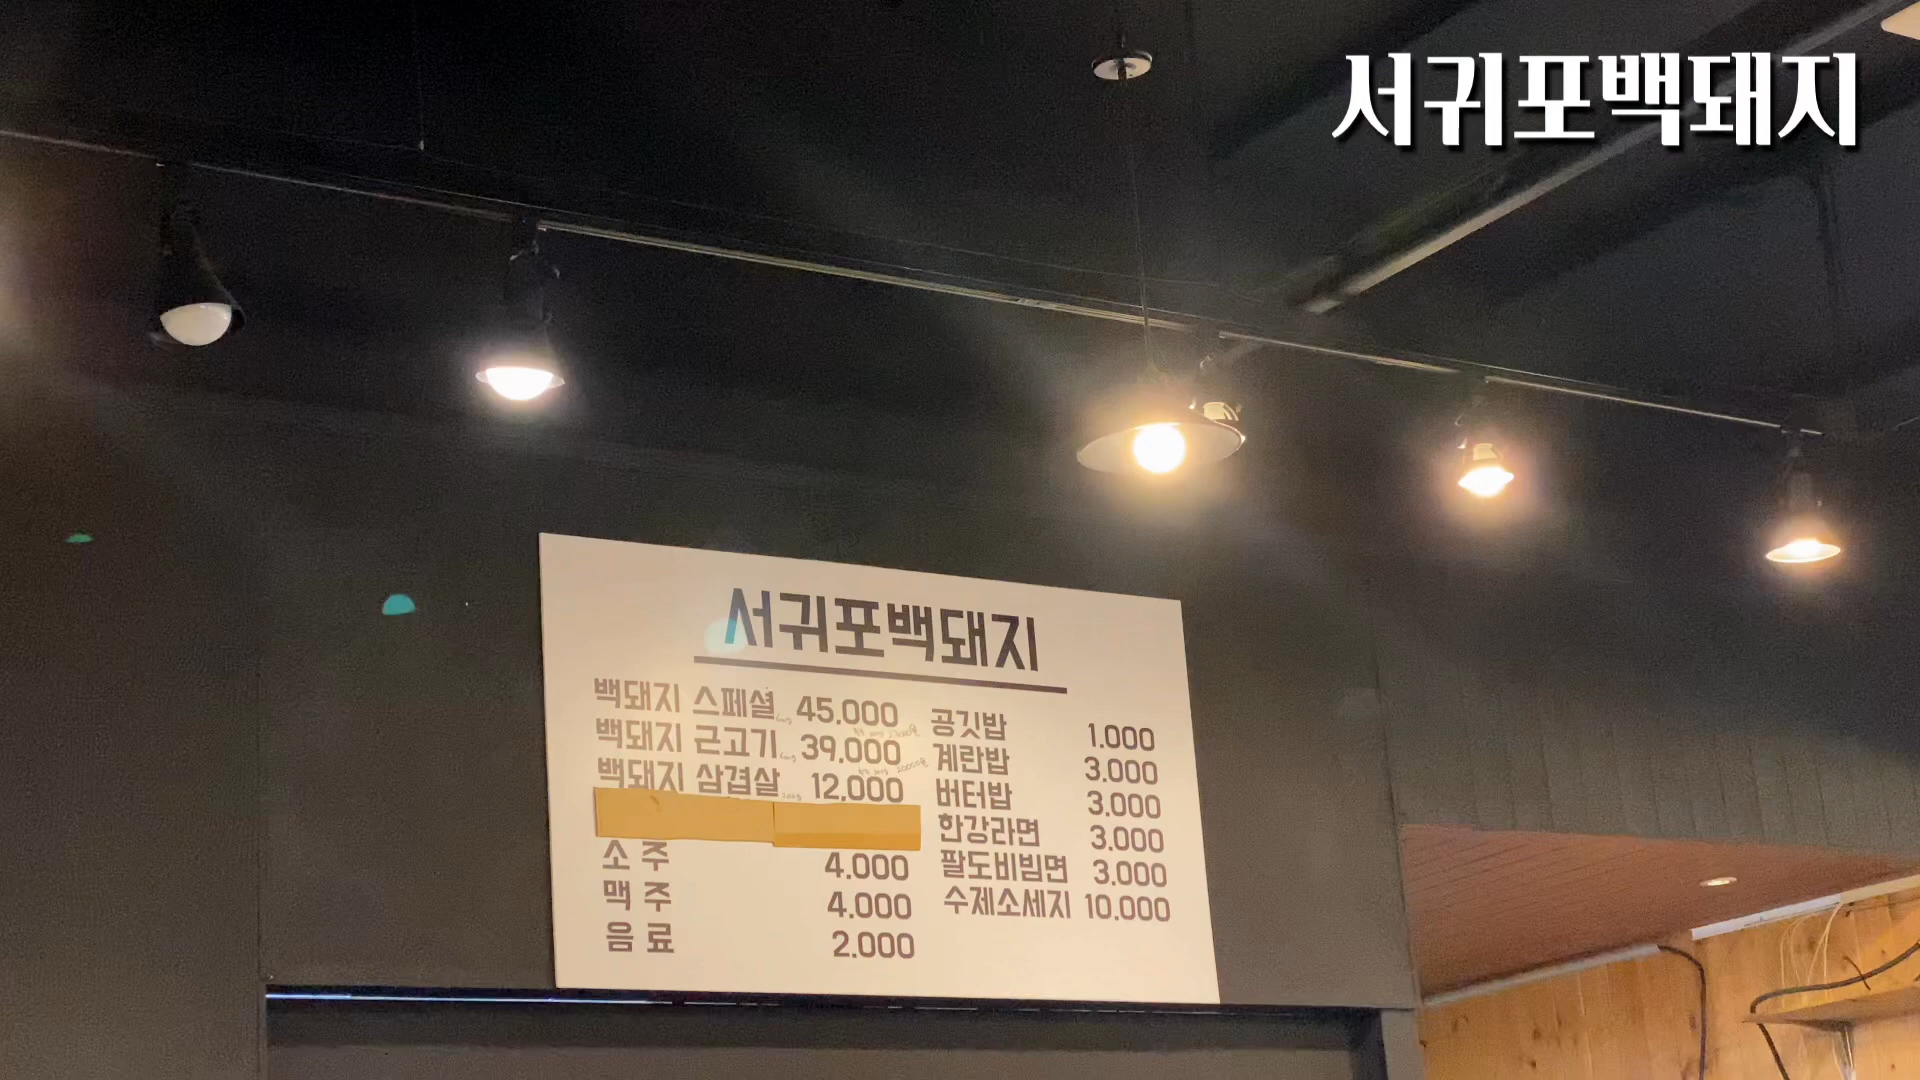 서귀포백돼지
서귀포백돼지
백돼지 스페셜 45.000
백돼지 근고기 39,000
백돼지 삼겹살 12,000
소 주 4.000
맥 주 4.000
음 료 2.000
공깃밥 1.000
계란밥 3.000
버터밥 3.000
한강라면 3.000
팔도비빔면 3.000
수제소세지 10.000